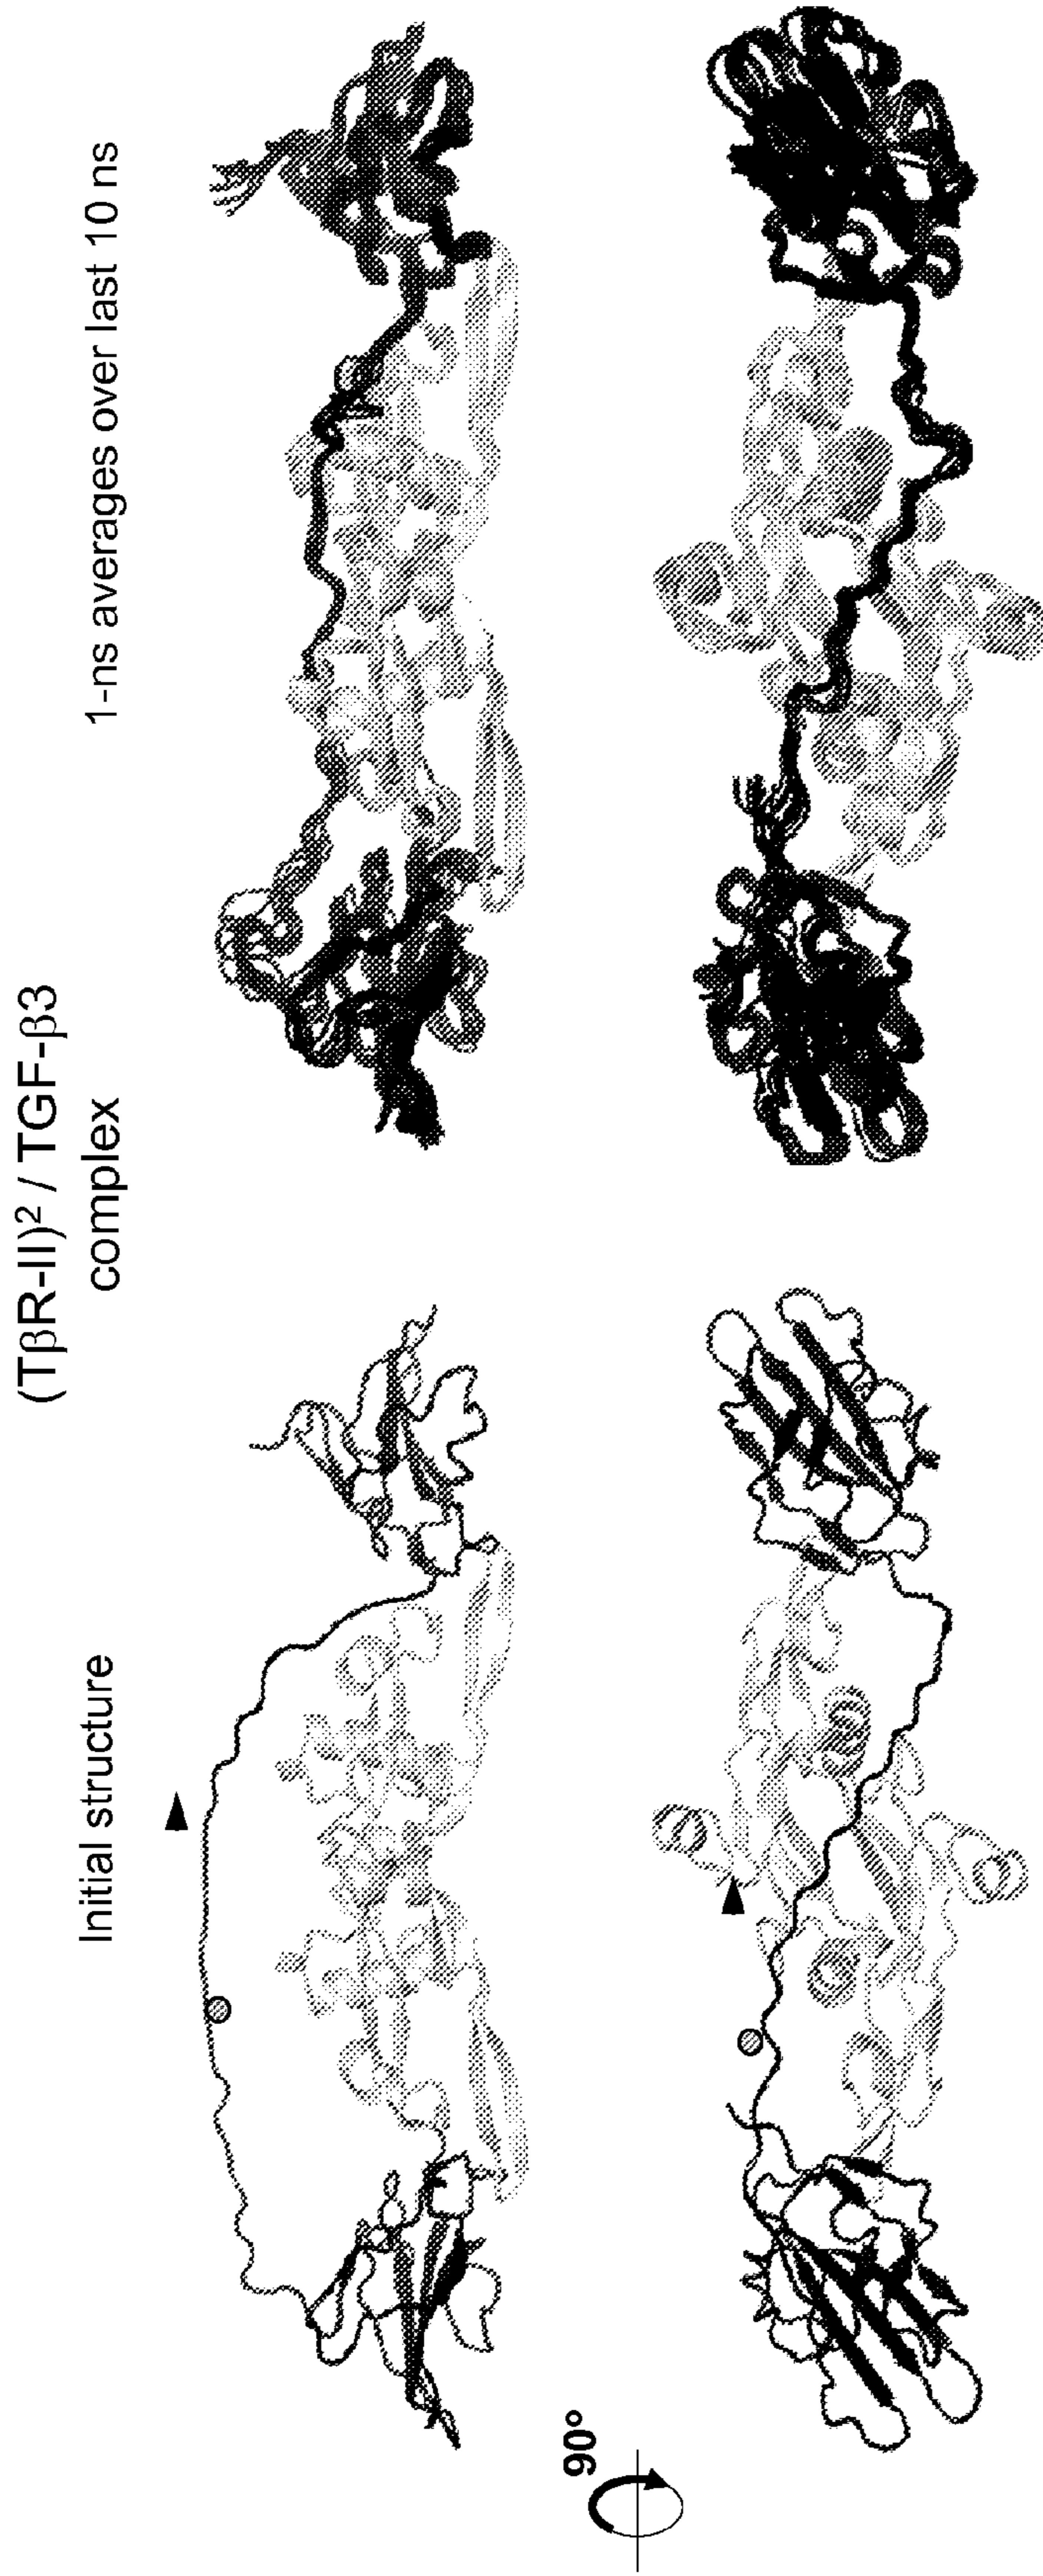 (TβR-II)² / TGF-β3
complex
Initial structure
1-ns averages over last 10 ns
90°